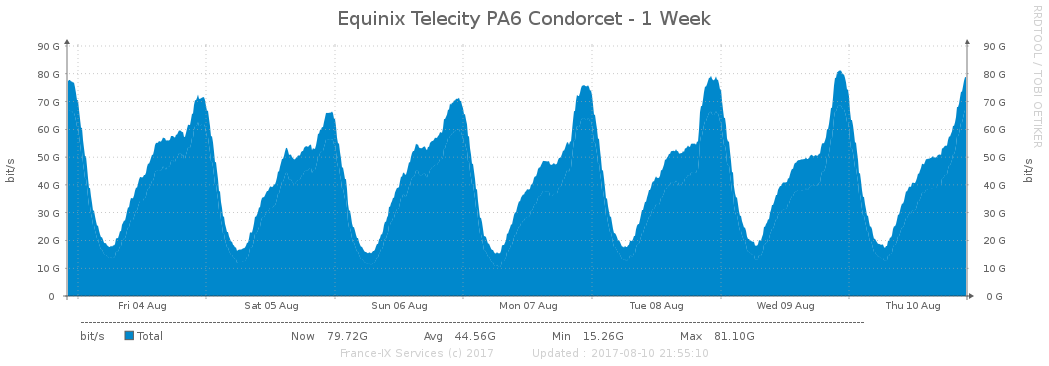 Equinix Telecity PA6 Condorcet - 1 Week
RRDTOOL / TOBI OETIKER
bit/s
90 G
80 G
70 G
60 G
50 G
40 G
30 G
20 G
10 G
0
90 G
80 G
70 G
60 G
50 G
40 G
30 G
20 G
10 G
0 G
bit/s
Fri 04 Aug Sat 05 Aug Sun 06 Aug Mon 07 Aug Tue 08 Aug Wed 09 Aug Thu 10 Aug
bit/s Total Now 79.72G Avg 44.56G Min 15.26G Max 81.10G
France-IX Services (c) 2017 Updated : 2017-08-10 21:55:10